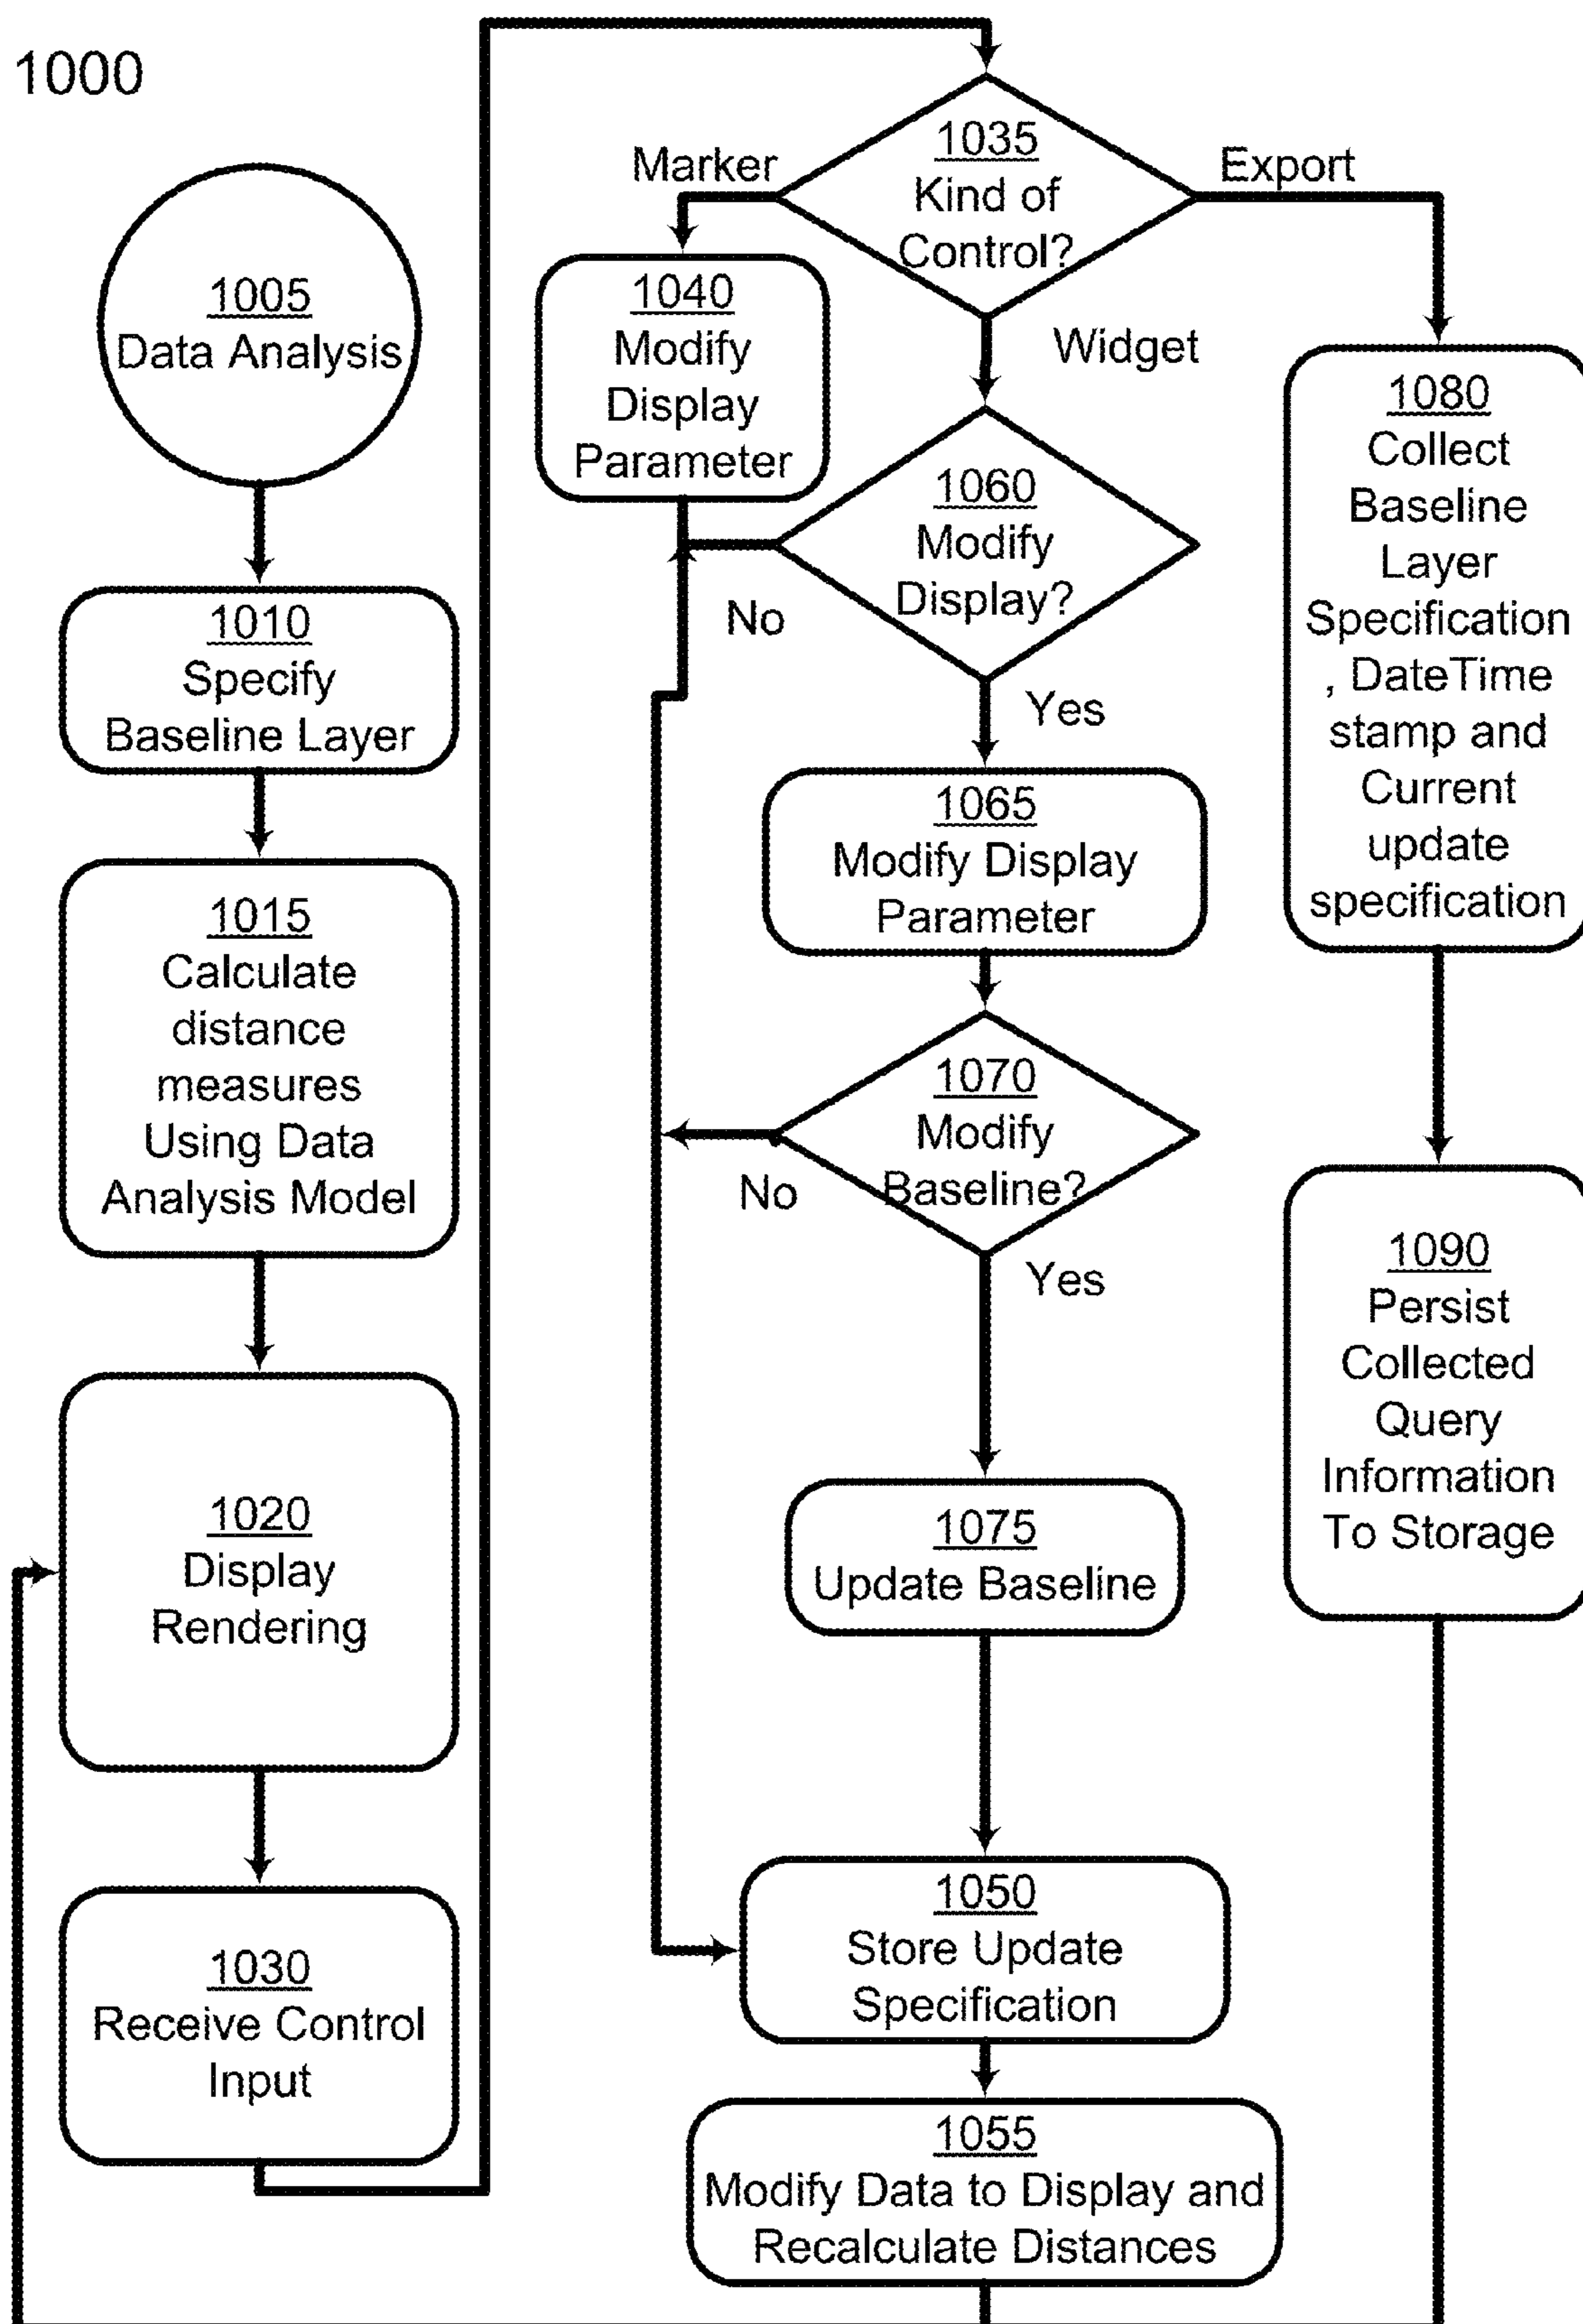 1000
1005
Data Analysis
1010
Specify
Baseline Layer
1015
Calculate
distance
measures
Using Data
Analysis Model
1020
Display
Rendering
1030
Receive Control
Input
1035
Kind of
Control?
Marker
Export
Widget
1040
Modify
Display
Parameter
1060
Modify
Display?
No
Yes
1065
Modify Display
Parameter
1070
Modify
Baseline?
No
Yes
1075
Update Baseline
1050
Store Update
Specification
1055
Modify Data to Display and
Recalculate Distances
1080
Collect
Baseline
Layer
Specification
, DateTime
stamp and
Current
update
specification
1090
Persist
Collected
Query
Information
To Storage